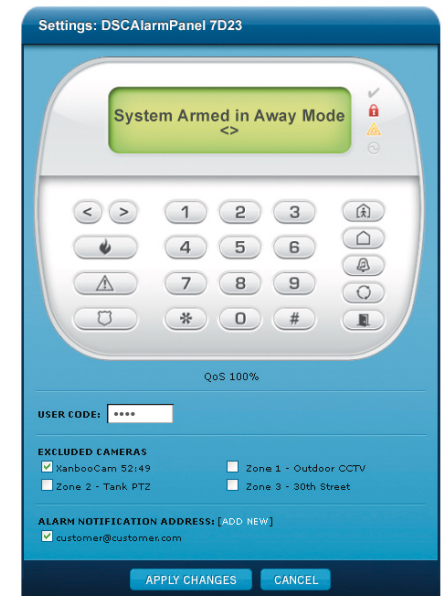 Settings: DSCAlarmPanel 7D23
System Armed in Away Mode
<>
< > 1 2 3
4 5 6
7 8 9
* 0 #
QoS 100%
USER CODE: ••••
EXCLUDED CAMERAS
XanbooCam 52:49 Zone 1 - Outdoor CCTV
Zone 2 - Tank PTZ Zone 3 - 30th Street
ALARM NOTIFICATION ADDRESS: [ADD NEW]
customer@customer.com
APPLY CHANGES CANCEL